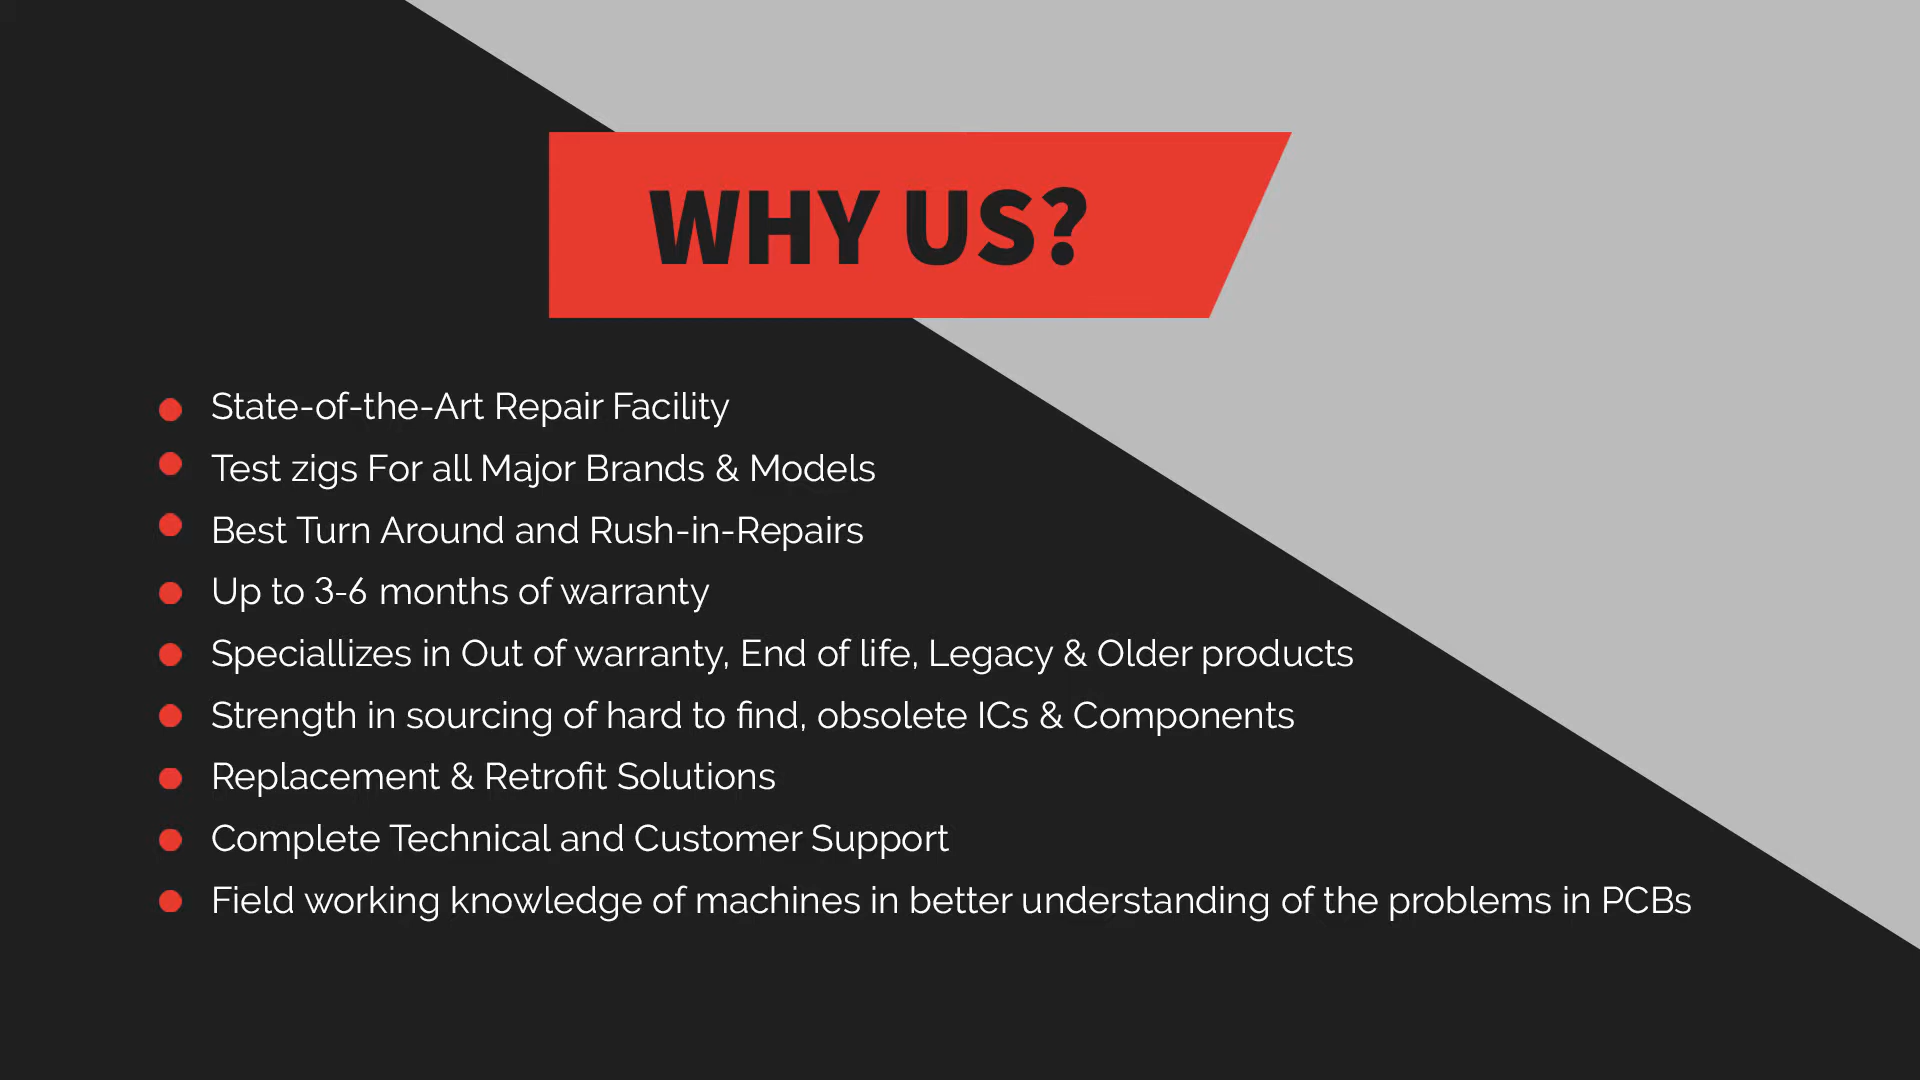 WHY US?
State-of-the-Art Repair Facility
Test zigs For all Major Brands & Models
Best Turn Around and Rush-in-Repairs
Up to 3-6 months of warranty
Speciallizes in Out of warranty, End of life, Legacy & Older products
Strength in sourcing of hard to find, obsolete ICs & Components
Replacement & Retrofit Solutions
Complete Technical and Customer Support
Field working knowledge of machines in better understanding of the problems in PCBs